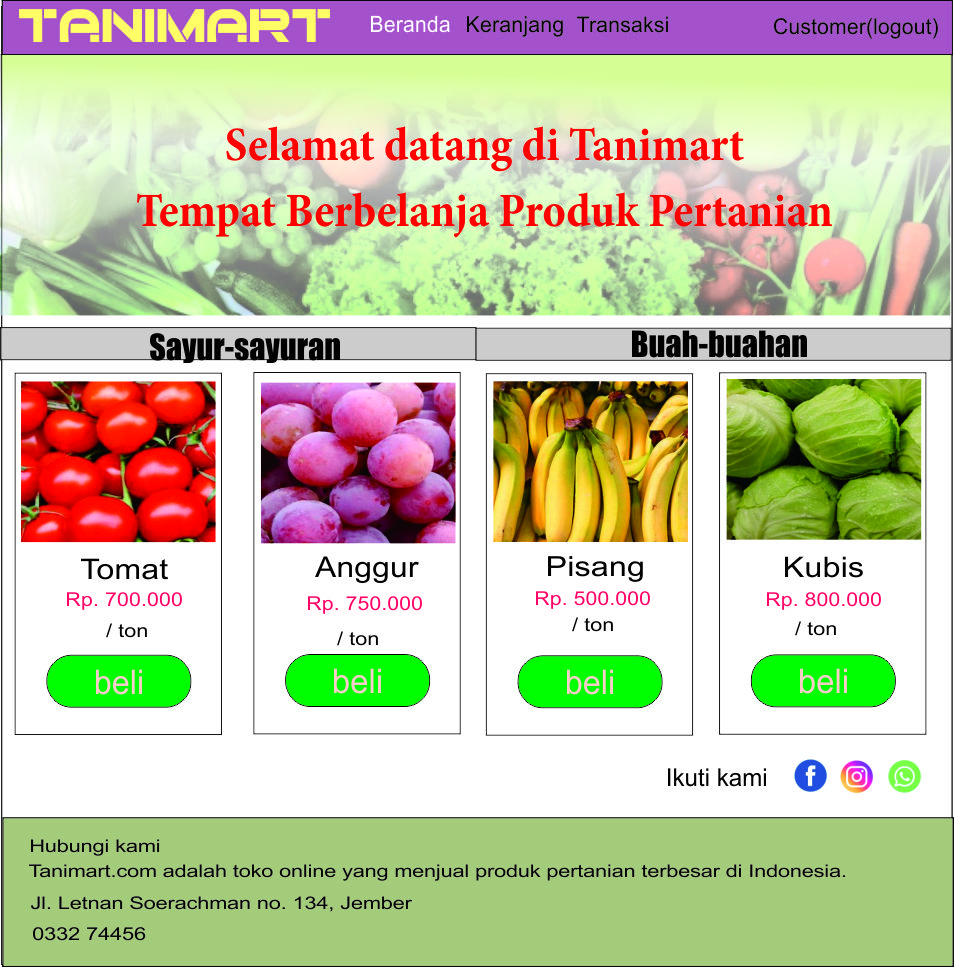 TANIMART
Beranda Keranjang Transaksi Customer(logout)
Selamat datang di Tanimart
Tempat Berbelanja Produk Pertanian
Sayur-sayuran
Buah-buahan
Tomat
Rp. 700.000
/ ton
beli
Anggur
Rp. 750.000
/ ton
beli
Pisang
Rp. 500.000
/ ton
beli
Kubis
Rp. 800.000
/ ton
beli
Ikuti kami
Hubungi kami
Tanimart.com adalah toko online yang menjual produk pertanian terbesar di Indonesia.
Jl. Letnan Soerachman no. 134, Jember
0332 74456